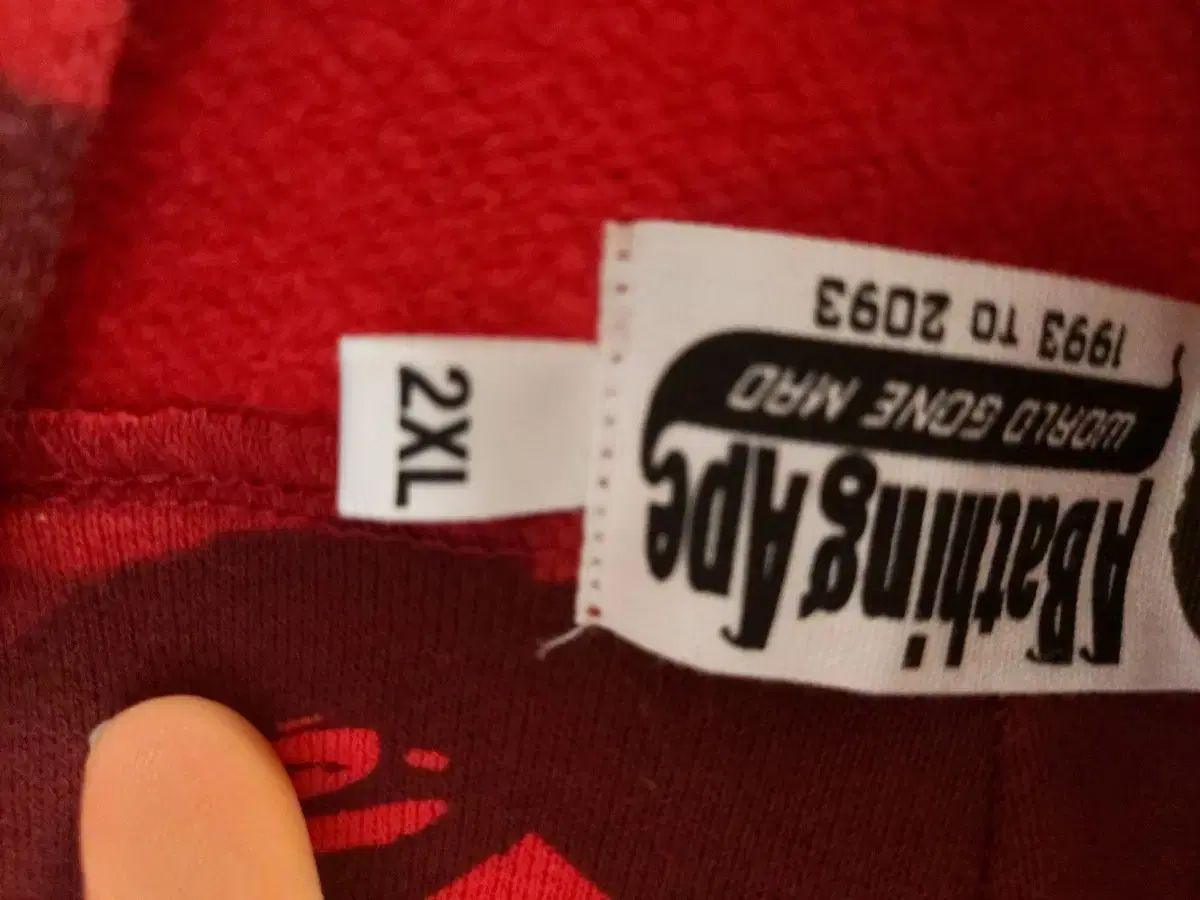 A Bathing Ape
WORLD GONE MAD
1993 TO 2093
2XL